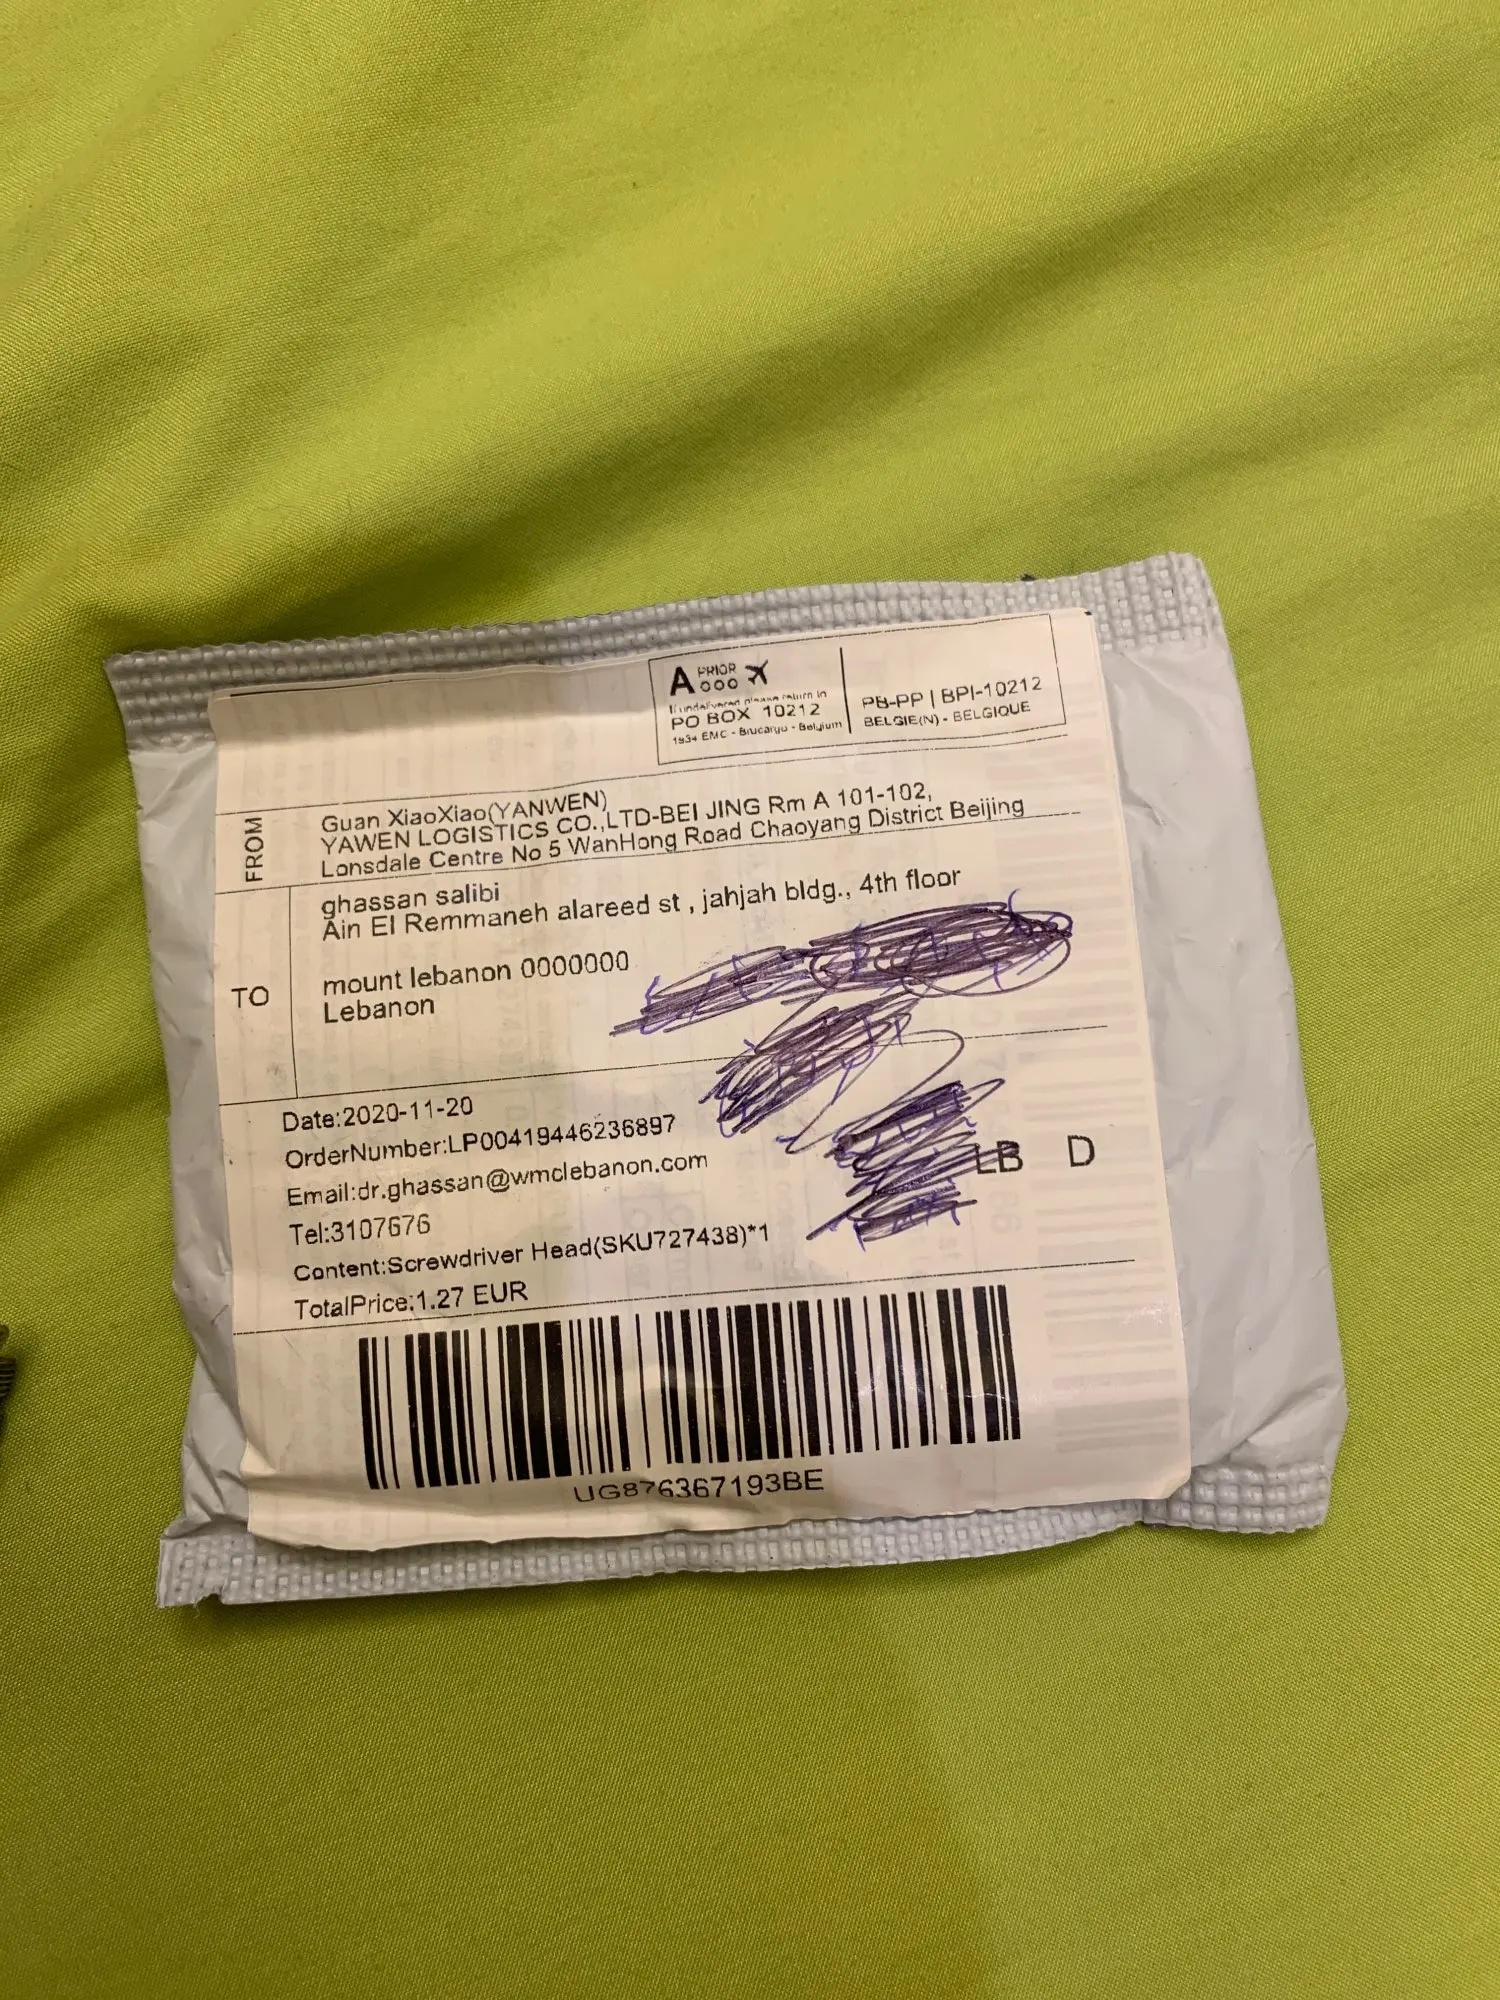 A PRIOR
If undelivered please return to
PO BOX 10212
1934 EMC - Brucargo - Belgium
PB-PP | BPI-10212
BELGIE(N) - BELGIQUE
FROM
Guan XiaoXiao(YANWEN)
YAWEN LOGISTICS CO.,LTD-BEI JING Rm A 101-102,
Lonsdale Centre No 5 WanHong Road Chaoyang District Beijing
TO
ghassan salibi
Ain El Remmaneh alareed st , jahjah bldg., 4th floor
mount lebanon 0000000
Lebanon
Date:2020-11-20
OrderNumber:LP00419446236897
Email:dr.ghassan@wmclebanon.com
LB D
Tel:3107676
Content:Screwdriver Head(SKU727438)*1
TotalPrice:1.27 EUR
UG876367193BE